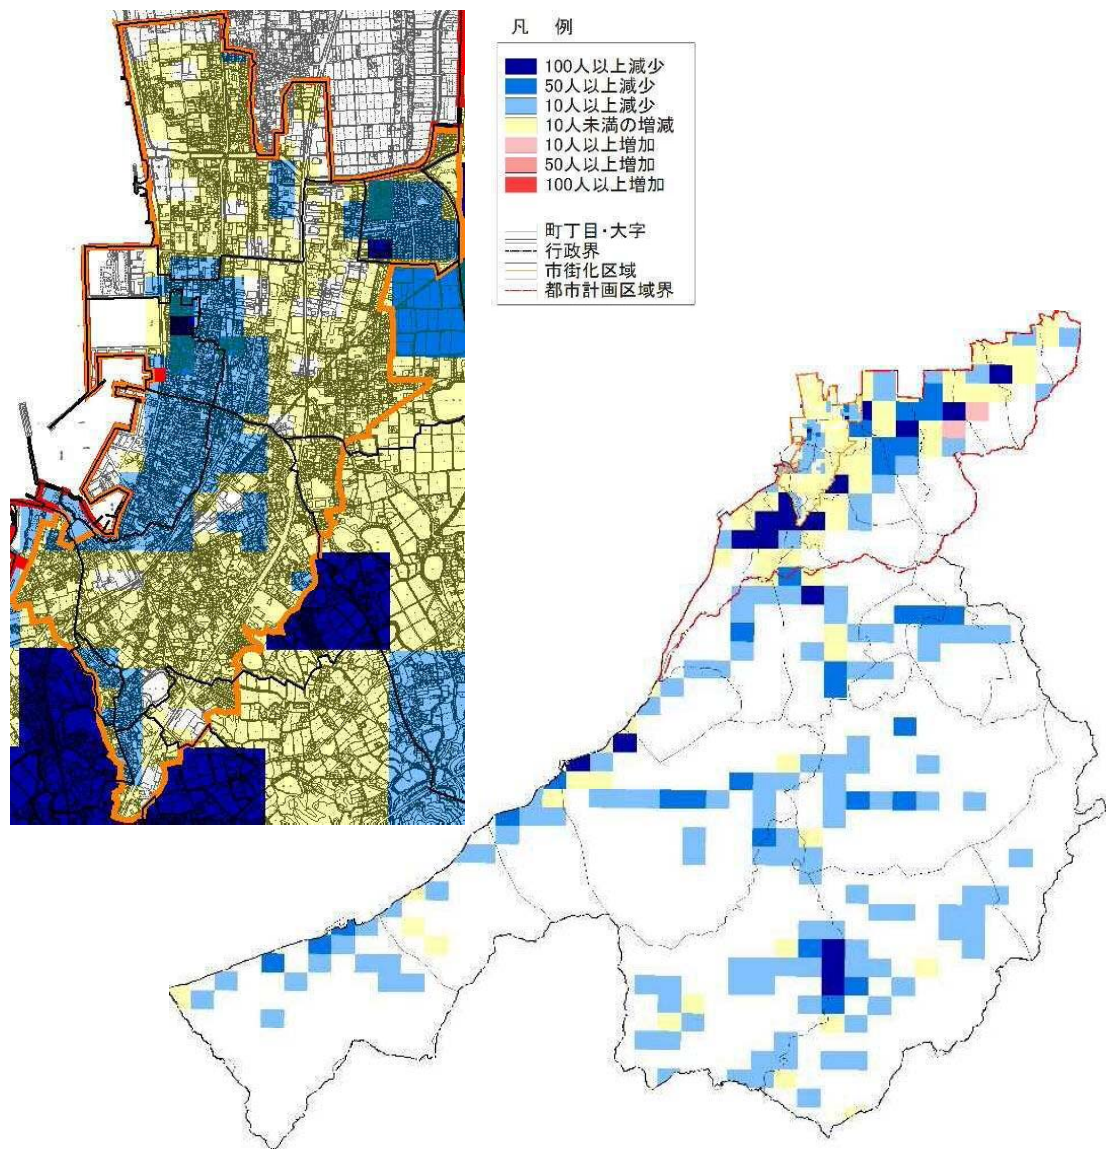 凡 例
100人以上減少
50人以上減少
10人以上減少
10人未満の増減
10人以上増加
50人以上増加
100人以上増加
町丁目・大字
行政界
市街化区域
都市計画区域界